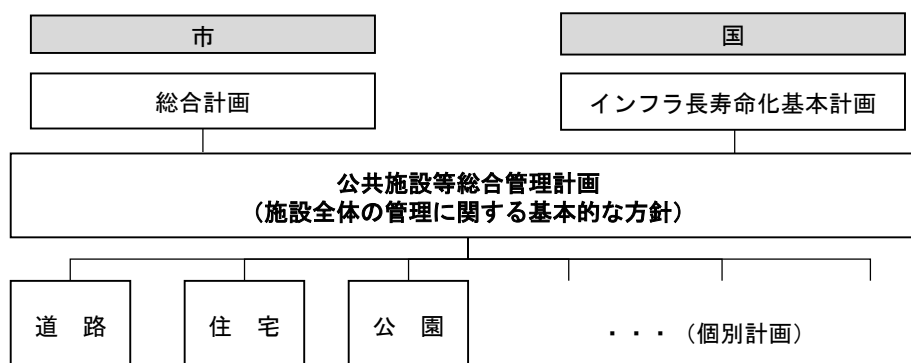 市
国
総合計画
インフラ長寿命化基本計画
公共施設等総合管理計画
（施設全体の管理に関する基本的な方針）
道　路
住　宅
公　園
・・・（個別計画）